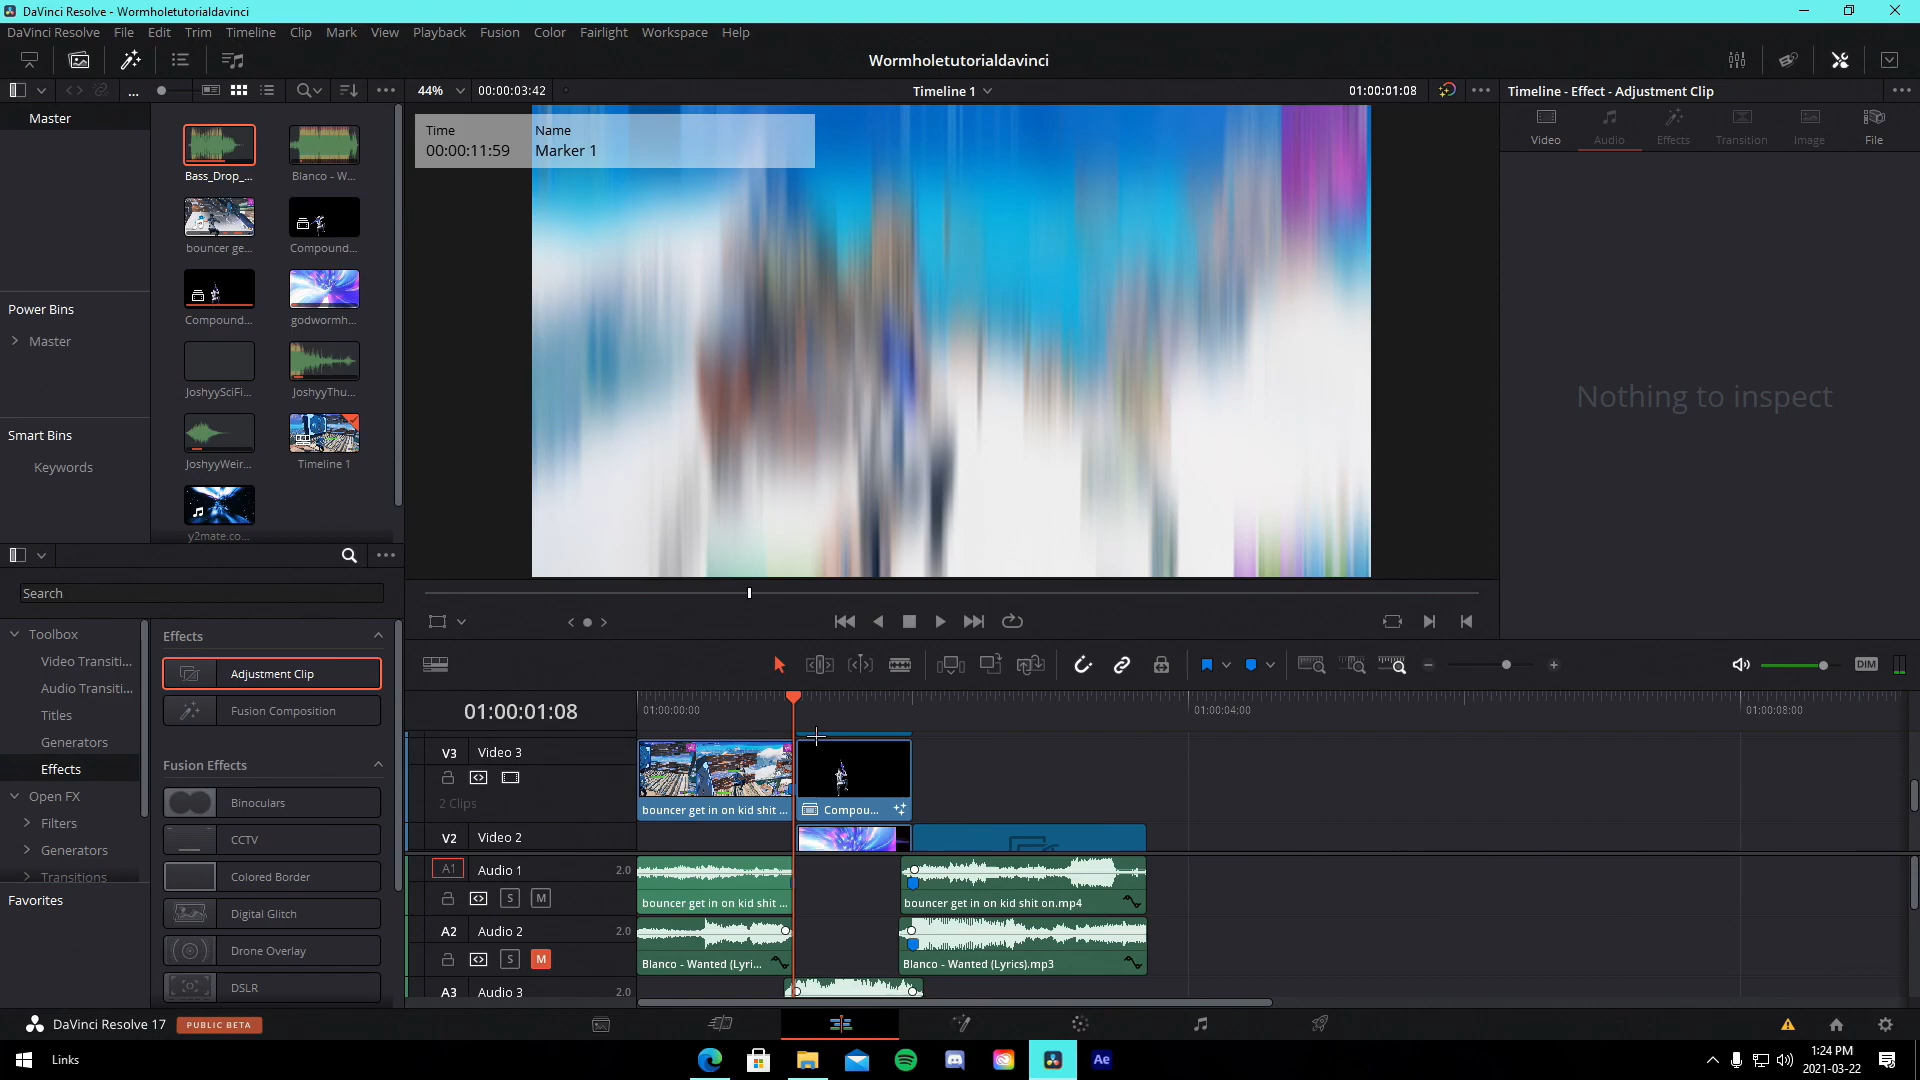 DaVinci Resolve - Wormholetutorialdavinci
DaVinci Resolve File Edit Trim Timeline Clip Mark View Playback Fusion Color Fairlight Workspace Help
Wormholetutorialdavinci
44% 00:00:03:42 Timeline 1 01:00:01:08
Timeline - Effect - Adjustment Clip
Master
Time Name
00:00:11:59 Marker 1
Video Audio Effects Transition Image File
Bass_Drop_... Blanco - W...
bouncer ge... Compound...
Compound... godwormh...
Power Bins
Master
JoshyySciFi... JoshyyThu...
Nothing to inspect
Smart Bins
Keywords
JoshyyWeir... Timeline 1
y2mate.co...
Search
Toolbox
Video Transiti...
Audio Transiti...
Titles
Generators
Effects
Open FX
Filters
Generators
Transitions
Favorites
Effects
Adjustment Clip
Fusion Composition
Fusion Effects
Binoculars
CCTV
Colored Border
Digital Glitch
Drone Overlay
DSLR
DIM
01:00:01:08
01:00:00:00 01:00:04:00 01:00:08:00
V3 Video 3
2 Clips
bouncer get in on kid shit ... Compou...
V2 Video 2
A1 Audio 1 2.0
S M
bouncer get in on kid shit ... bouncer get in on kid shit on.mp4
A2 Audio 2 2.0
S M
Blanco - Wanted (Lyri... Blanco - Wanted (Lyrics).mp3
A3 Audio 3 2.0
DaVinci Resolve 17 PUBLIC BETA
Links
Ae
1:24 PM
2021-03-22